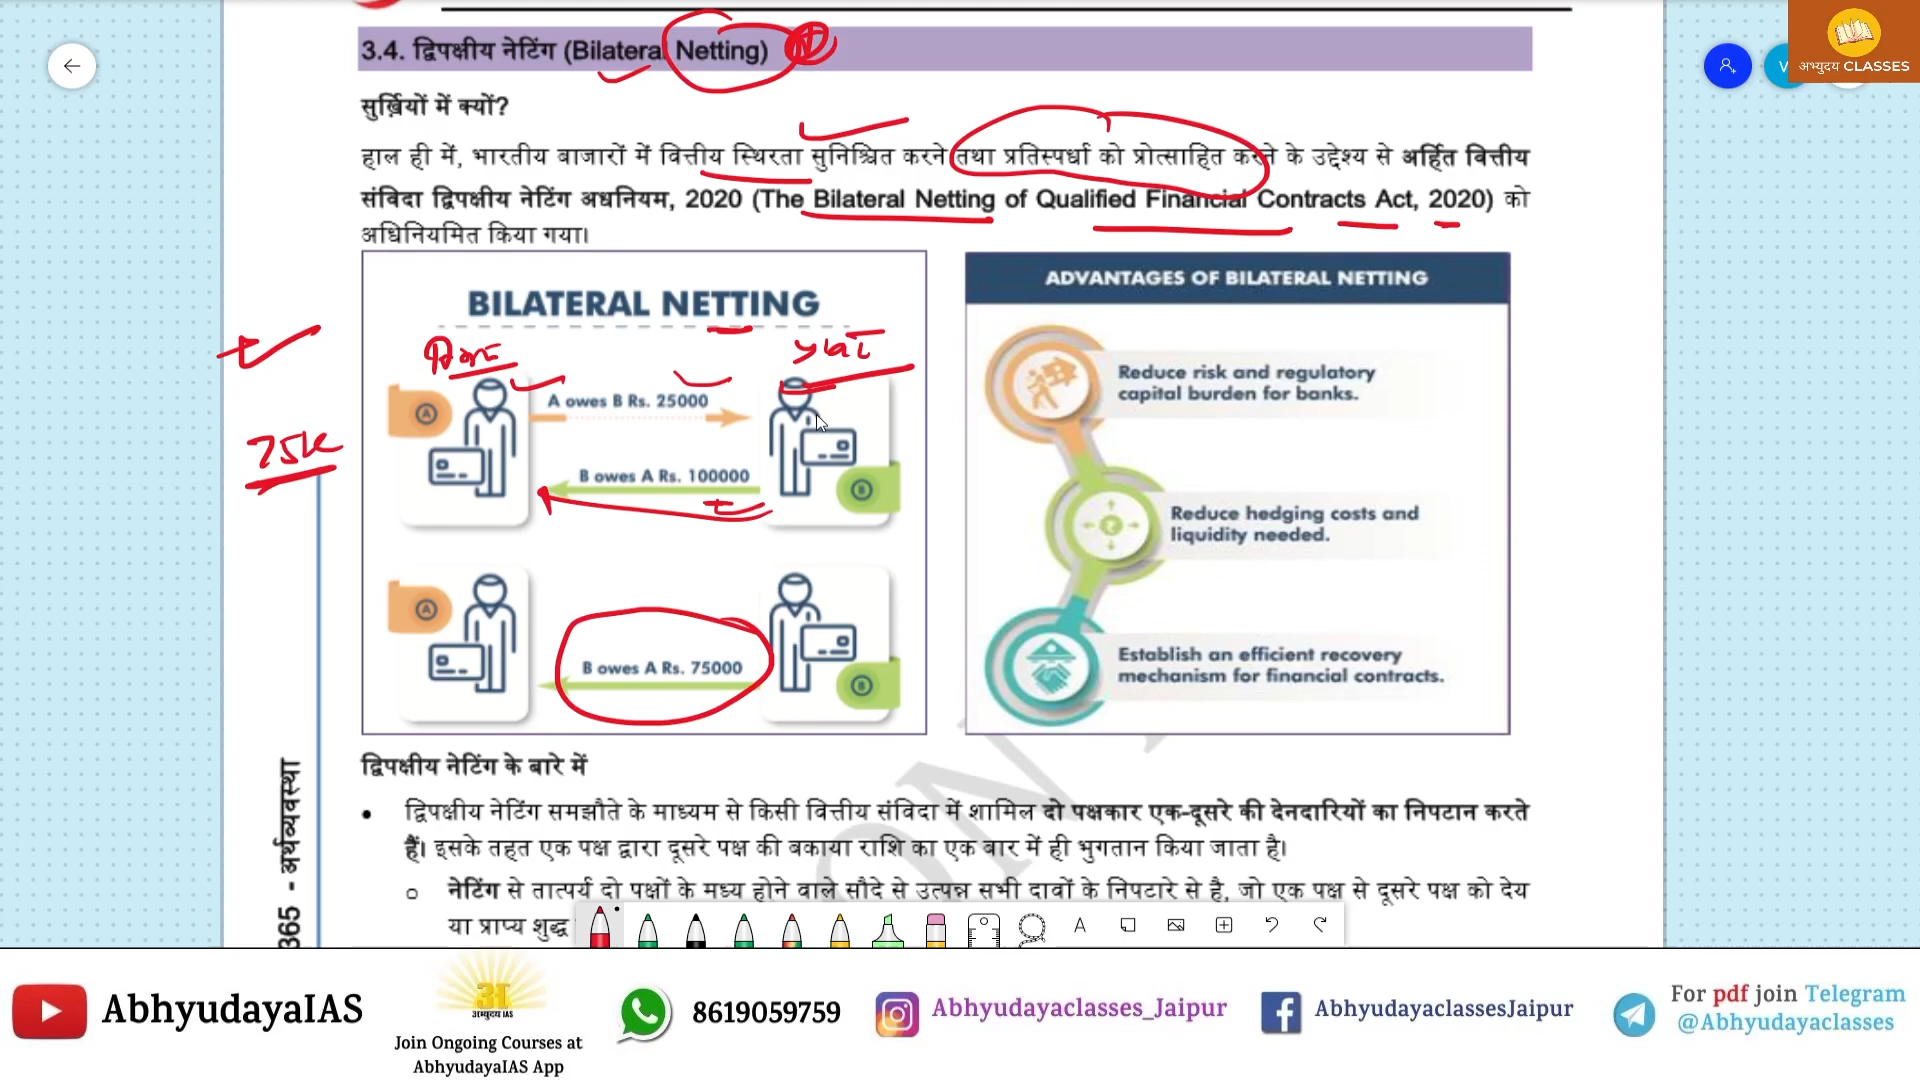 अभ्युदय CLASSES
3.4. द्विपक्षीय नेटिंग (Bilateral Netting)
सुर्ख़ियों में क्यों?
हाल ही में, भारतीय बाजारों में वित्तीय स्थिरता सुनिश्चित करने तथा प्रतिस्पर्धा को प्रोत्साहित करने के उद्देश्य से अर्हित वित्तीय
संविदा द्विपक्षीय नेटिंग अधनियम, 2020 (The Bilateral Netting of Qualified Financial Contracts Act, 2020) को
अधिनियमित किया गया।
BILATERAL NETTING
A
A owes B Rs. 25000
B owes A Rs. 100000
B
75k
A
B owes A Rs. 75000
B
ADVANTAGES OF BILATERAL NETTING
Reduce risk and regulatory
capital burden for banks.
Reduce hedging costs and
liquidity needed.
Establish an efficient recovery
mechanism for financial contracts.
द्विपक्षीय नेटिंग के बारे में
• द्विपक्षीय नेटिंग समझौते के माध्यम से किसी वित्तीय संविदा में शामिल दो पक्षकार एक-दूसरे की देनदारियों का निपटान करते
हैं। इसके तहत एक पक्ष द्वारा दूसरे पक्ष की बकाया राशि का एक बार में ही भुगतान किया जाता है।
o नेटिंग से तात्पर्य दो पक्षों के मध्य होने वाले सौदे से उत्पन्न सभी दावों के निपटारे से है, जो एक पक्ष से दूसरे पक्ष को देय
या प्राप्य शुद्ध
365 - अर्थव्यवस्था
AbhyudayaIAS
अभ्युदय IAS
Join Ongoing Courses at
AbhyudayaIAS App
8619059759
Abhyudayaclasses_Jaipur
AbhyudayaclassesJaipur
For pdf join Telegram
@Abhyudayaclasses